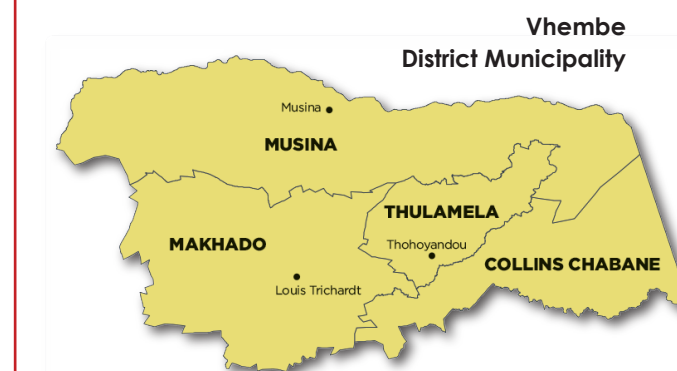 Vhembe
District Municipality
Musina
MUSINA
THULAMELA
MAKHADO
Thohoyandou
COLLINS CHABANE
Louis Trichardt